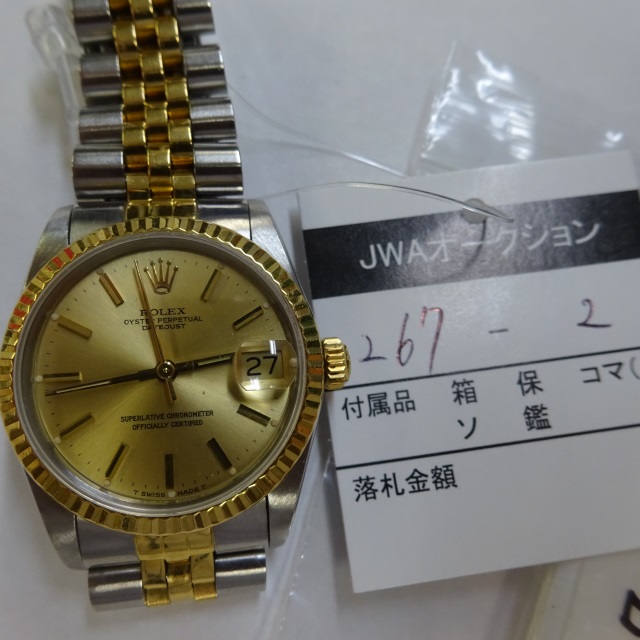 ROLEX
OYSTER PERPETUAL
DATEJUST
27
SUPERLATIVE CHRONOMETER
OFFICIALLY CERTIFIED
T SWISS MADE T
JWAオークション
267 - 2
付属品 箱 保 コマ(
ソ 鑑
落札金額